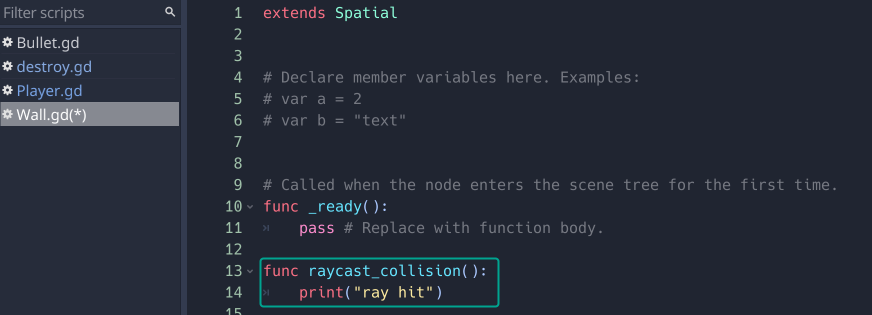 Filter scripts
Bullet.gd
destroy.gd
Player.gd
Wall.gd(*)
1 extends Spatial
2
3
4 # Declare member variables here. Examples:
5 # var a = 2
6 # var b = "text"
7
8
9 # Called when the node enters the scene tree for the first time.
10 func _ready():
11 pass # Replace with function body.
12
13 func raycast_collision():
14 print("ray hit")
15